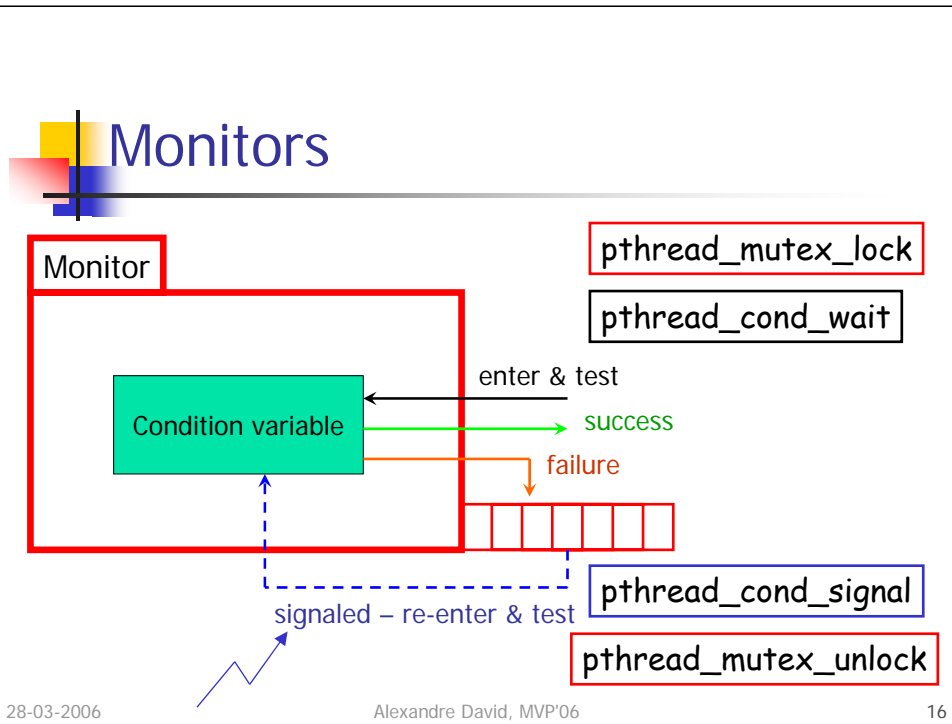 Monitors
Monitor
pthread_mutex_lock
pthread_cond_wait
enter & test
Condition variable
success
failure
pthread_cond_signal
signaled – re-enter & test
pthread_mutex_unlock
28-03-2006
Alexandre David, MVP'06
16